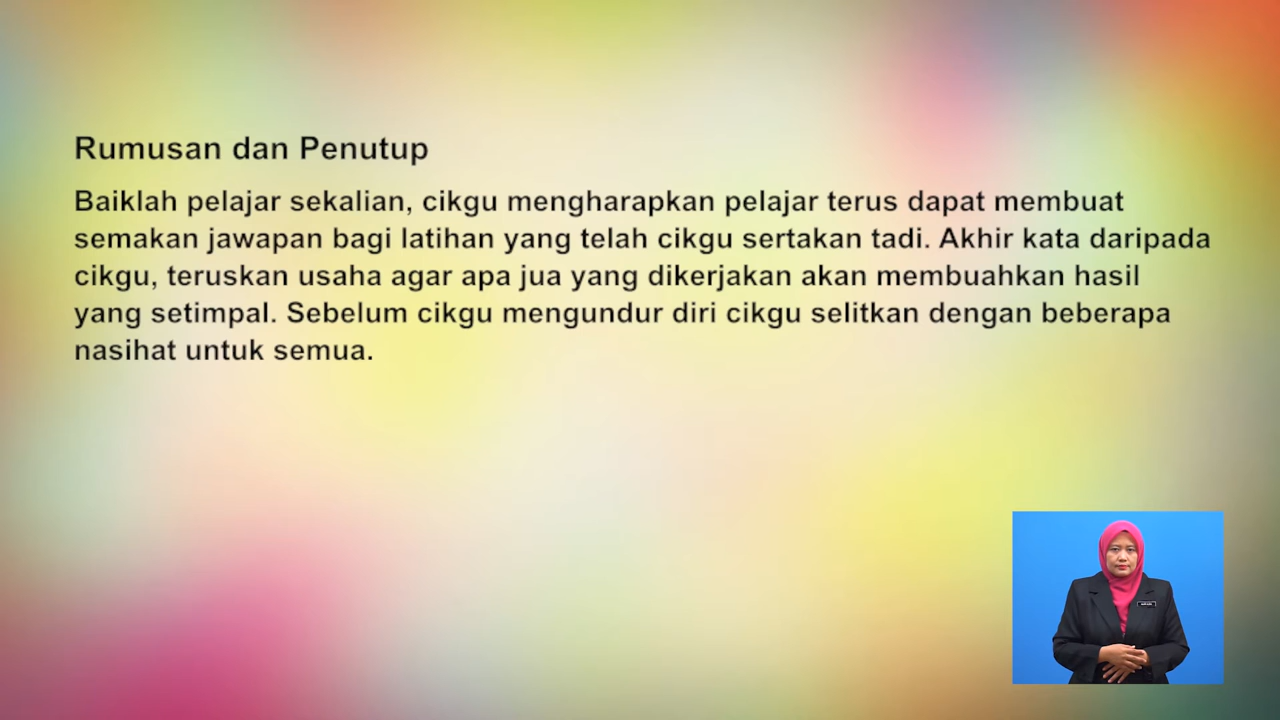 Rumusan dan Penutup
Baiklah pelajar sekalian, cikgu mengharapkan pelajar terus dapat membuat
semakan jawapan bagi latihan yang telah cikgu sertakan tadi. Akhir kata daripada
cikgu, teruskan usaha agar apa jua yang dikerjakan akan membuahkan hasil
yang setimpal. Sebelum cikgu mengundur diri cikgu selitkan dengan beberapa
nasihat untuk semua.